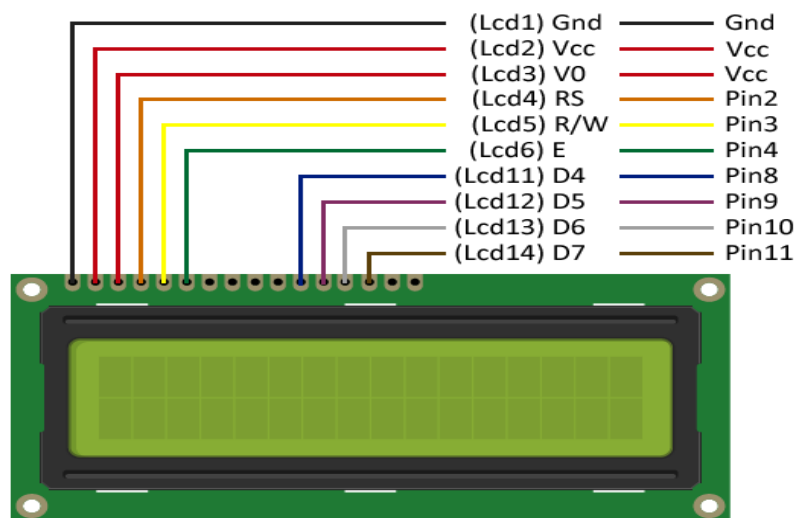 (Lcd1) Gnd Gnd
(Lcd2) Vcc Vcc
(Lcd3) V0 Vcc
(Lcd4) RS Pin2
(Lcd5) R/W Pin3
(Lcd6) E Pin4
(Lcd11) D4 Pin8
(Lcd12) D5 Pin9
(Lcd13) D6 Pin10
(Lcd14) D7 Pin11